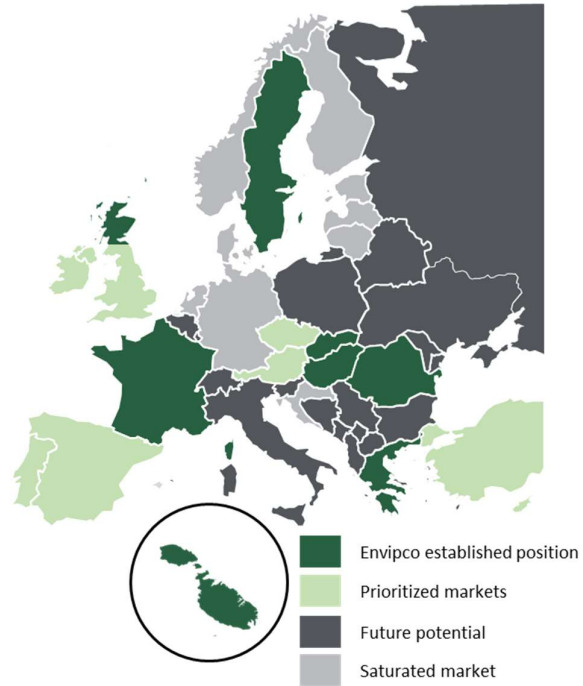 Envipco established position
Prioritized markets
Future potential
Saturated market